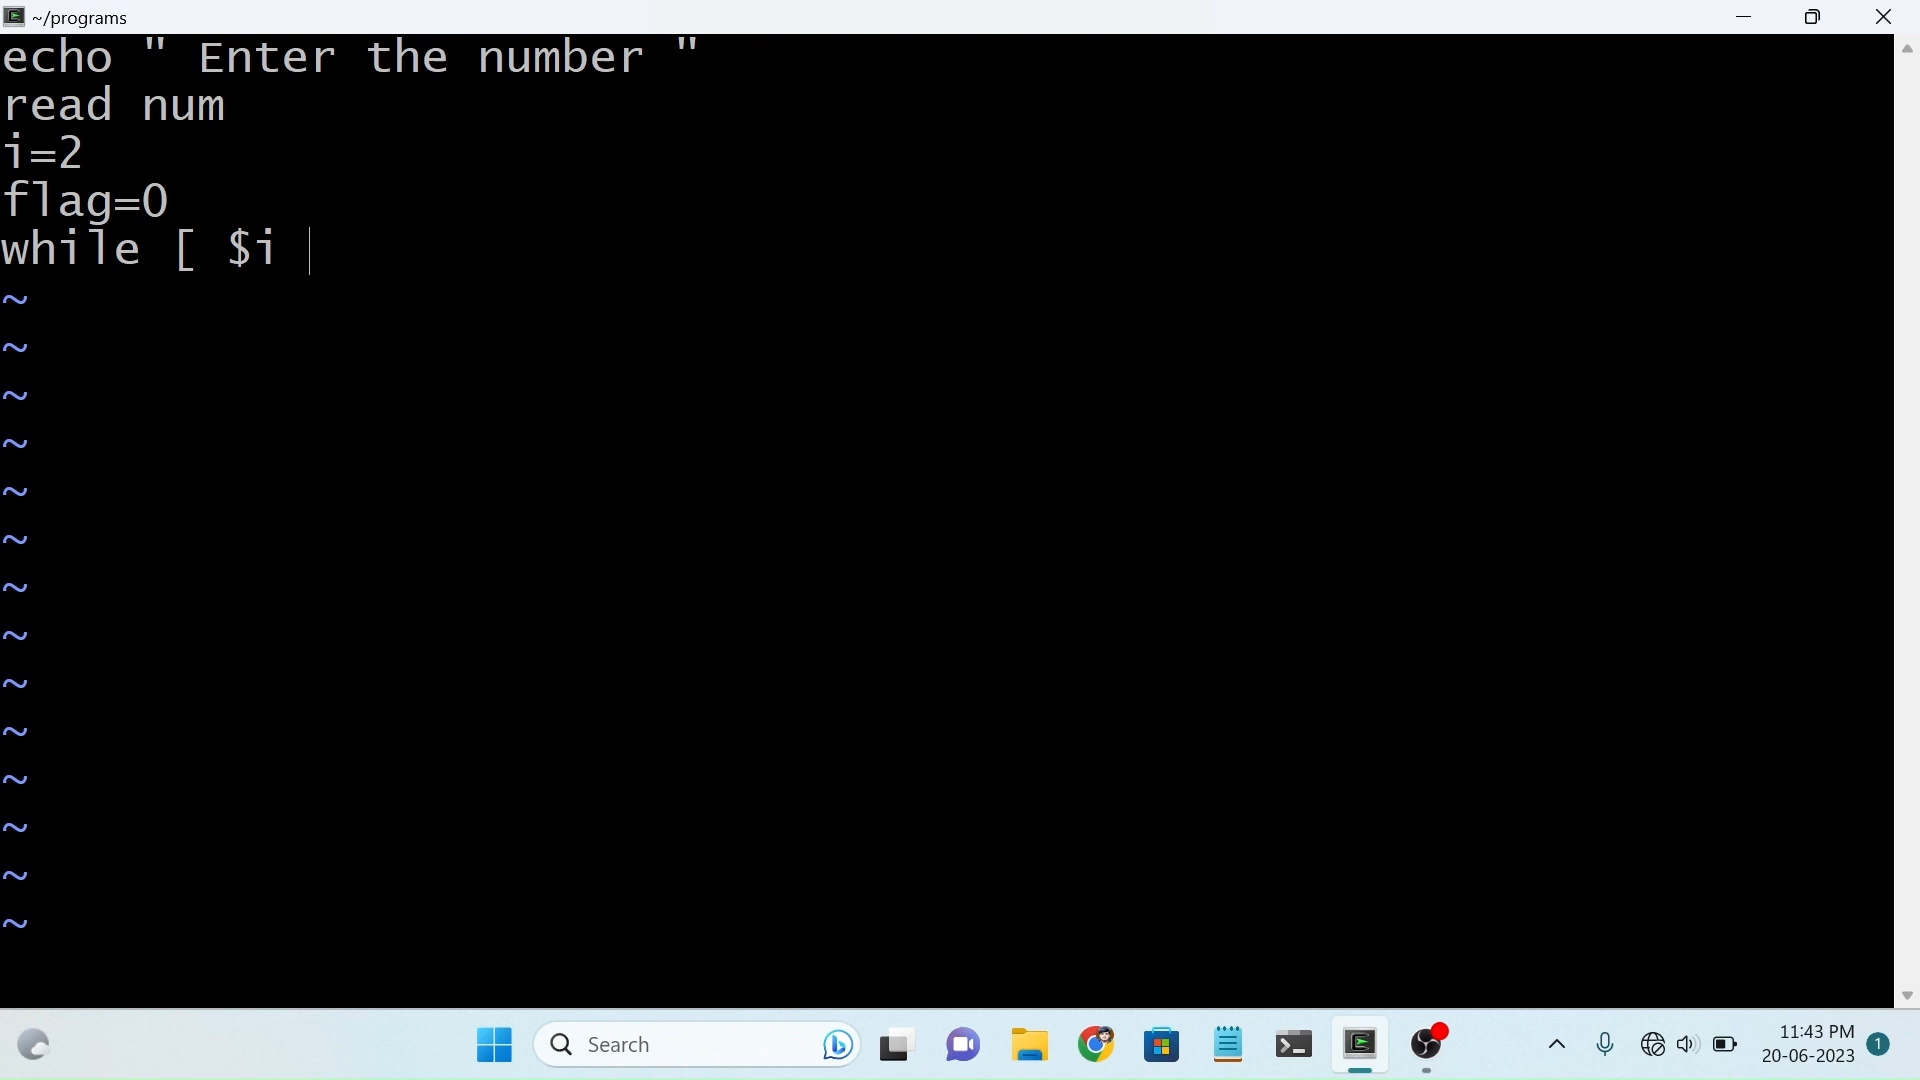 ~/programs
echo " Enter the number "
read num
i=2
flag=0
while [ $i
~
~
~
~
~
~
~
~
~
~
~
~
~
~
Search
11:43 PM
20-06-2023
1